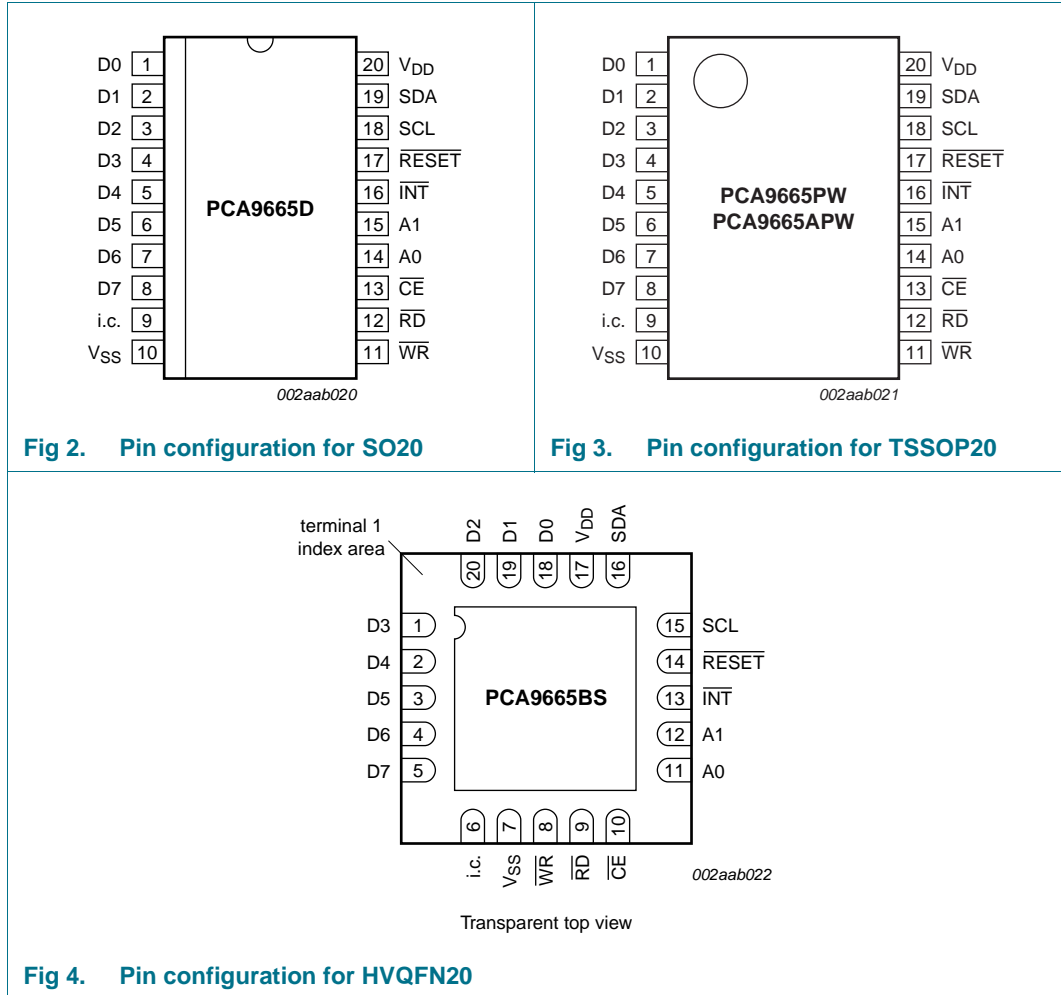 D0 1
D1 2
D2 3
D3 4
D4 5
D5 6
D6 7
D7 8
i.c. 9
VSS 10
PCA9665D
20 VDD
19 SDA
18 SCL
17 RESET
16 INT
15 A1
14 A0
13 CE
12 RD
11 WR
002aab020
Fig 2. Pin configuration for SO20
D0 1
D1 2
D2 3
D3 4
D4 5
D5 6
D6 7
D7 8
i.c. 9
VSS 10
PCA9665PW
PCA9665APW
20 VDD
19 SDA
18 SCL
17 RESET
16 INT
15 A1
14 A0
13 CE
12 RD
11 WR
002aab021
Fig 3. Pin configuration for TSSOP20
terminal 1
index area
D2 D1 D0 VDD SDA
20 19 18 17 16
D3 1
D4 2
D5 3
D6 4
D7 5
PCA9665BS
15 SCL
14 RESET
13 INT
12 A1
11 A0
6 7 8 9 10
i.c. VSS WR RD CE
002aab022
Transparent top view
Fig 4. Pin configuration for HVQFN20